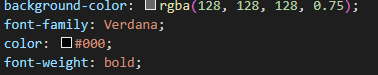 background-color: rgba(128, 128, 128, 0.75);
font-family: Verdana;
color: #000;
font-weight: bold;